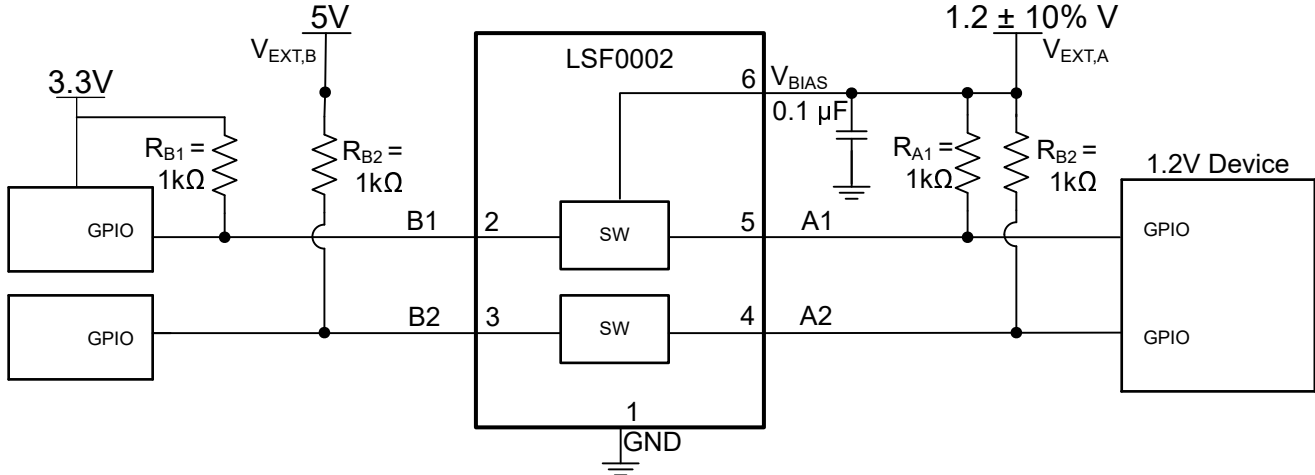 5V
1.2 ± 10% V
V_EXT,B
LSF0002
V_EXT,A
3.3V
6
V_BIAS
0.1 µF
R_B1 =
1kΩ
R_B2 =
1kΩ
R_A1 =
1kΩ
R_B2 =
1kΩ
1.2V Device
GPIO
B1
2
SW
5
A1
GPIO
GPIO
B2
3
SW
4
A2
GPIO
1
GND